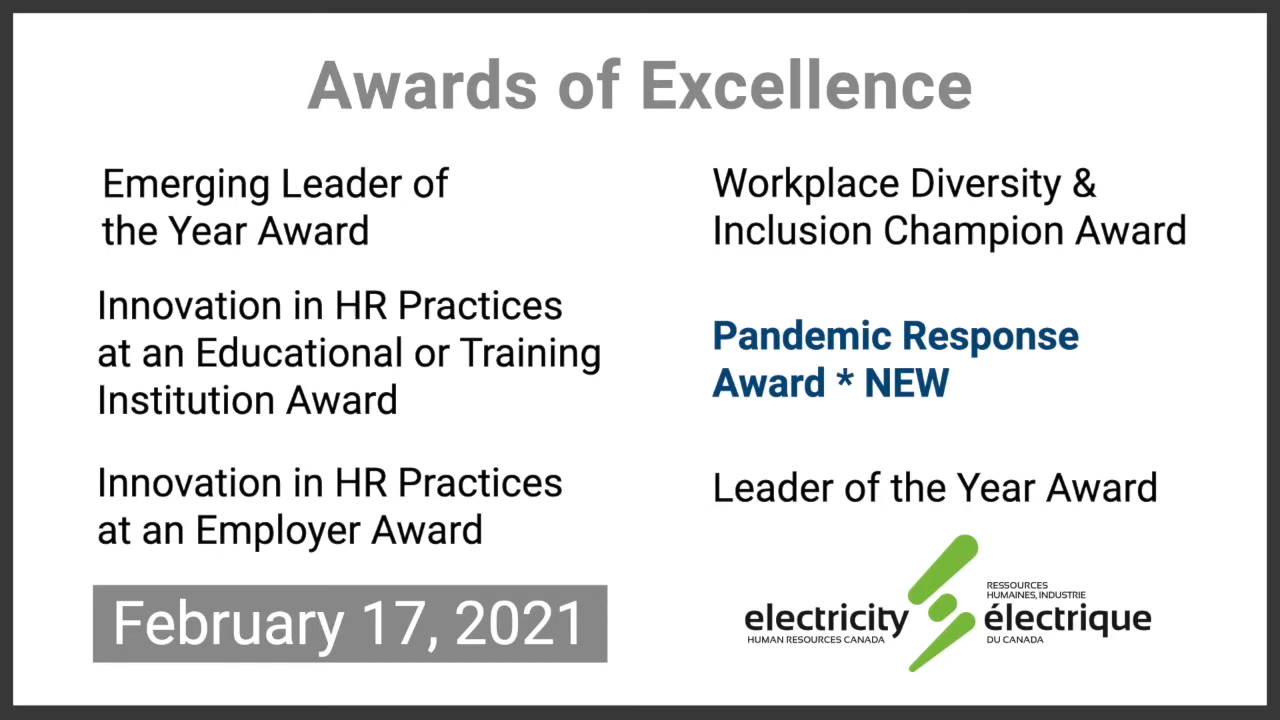 Awards of Excellence
Emerging Leader of
the Year Award
Innovation in HR Practices
at an Educational or Training
Institution Award
Innovation in HR Practices
at an Employer Award
February 17, 2021
Workplace Diversity &
Inclusion Champion Award
Pandemic Response
Award * NEW
Leader of the Year Award
electricity
HUMAN RESOURCES CANADA
RESSOURCES
HUMAINES, INDUSTRIE
électrique
DU CANADA